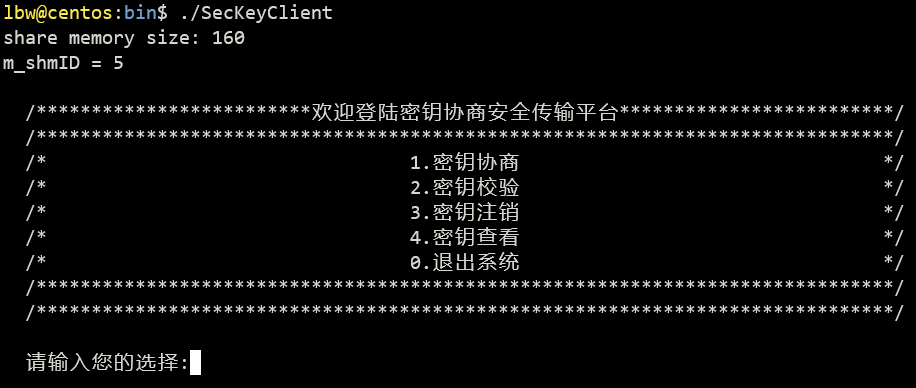 lbw@centos:bin$ ./SecKeyClient
share memory size: 160
m_shmID = 5
/*************************欢迎登陆密钥协商安全传输平台*************************/
/******************************************************************************/
/*                                 1.密钥协商                                 */
/*                                 2.密钥校验                                 */
/*                                 3.密钥注销                                 */
/*                                 4.密钥查看                                 */
/*                                 0.退出系统                                 */
/******************************************************************************/
/******************************************************************************/
请输入您的选择: